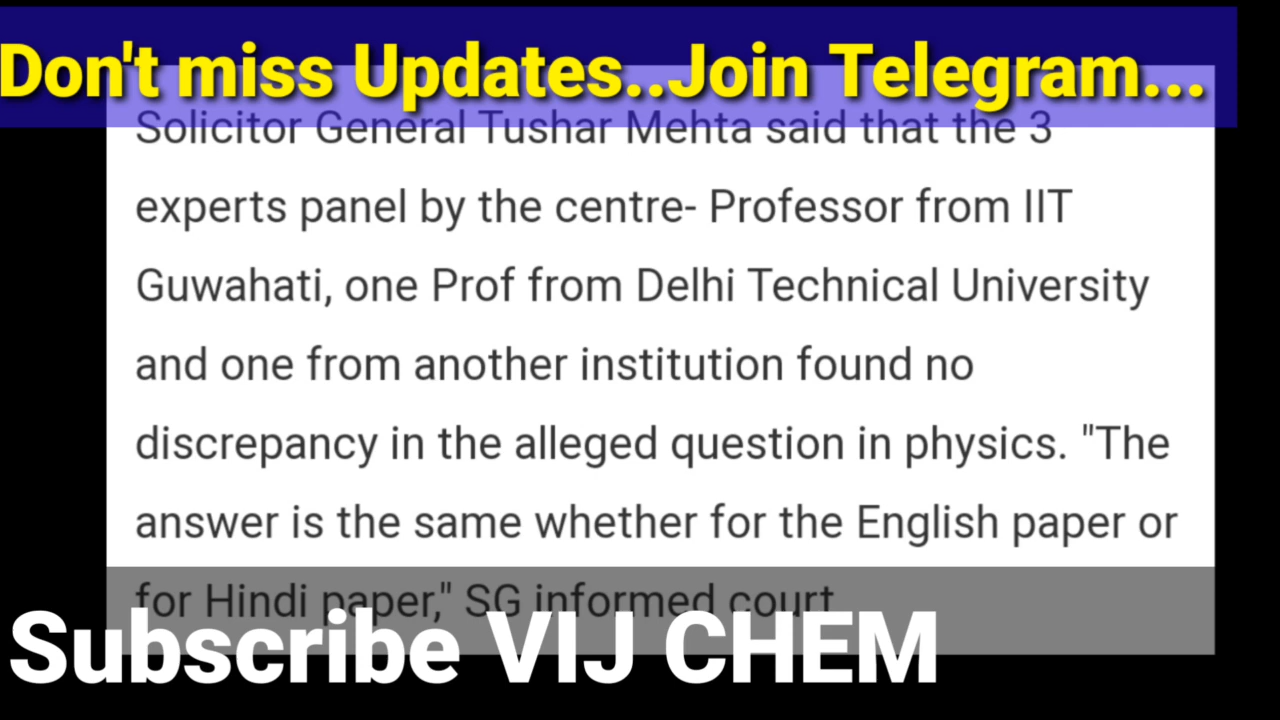 Don't miss Updates..Join Telegram...
Solicitor General Tushar Mehta said that the 3
experts panel by the centre- Professor from IIT
Guwahati, one Prof from Delhi Technical University
and one from another institution found no
discrepancy in the alleged question in physics. "The
answer is the same whether for the English paper or
for Hindi paper," SG informed court
Subscribe VIJ CHEM